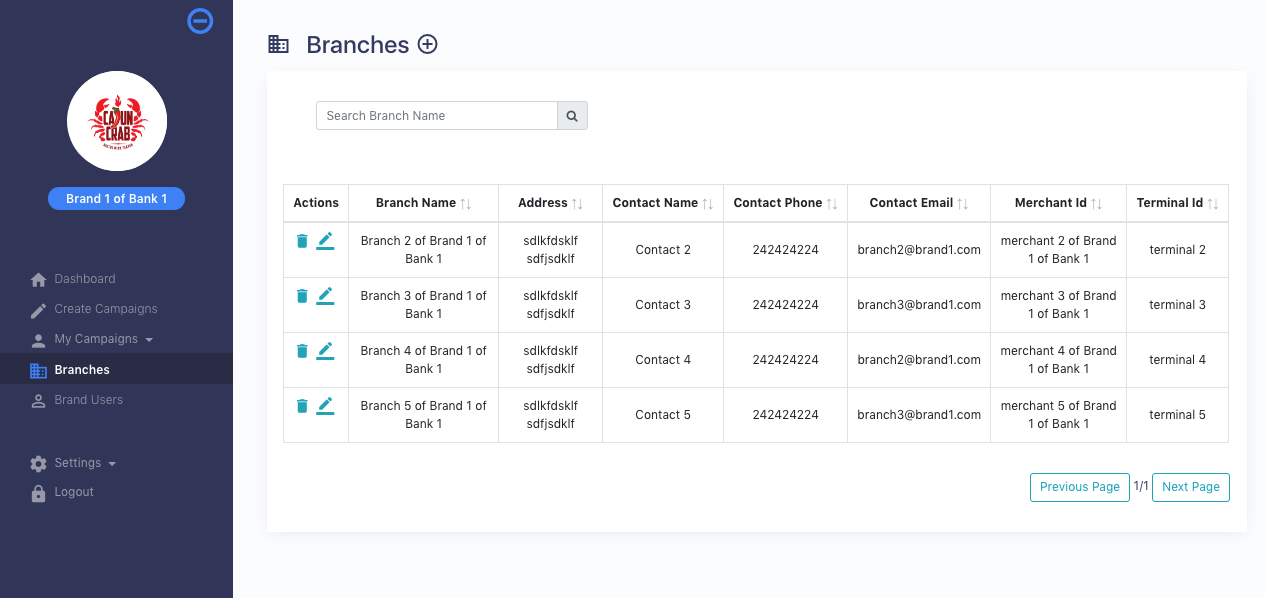 CAJUN
CRAB
Brand 1 of Bank 1
Dashboard
Create Campaigns
My Campaigns
Branches
Brand Users
Settings
Logout
Branches
Search Branch Name
Actions Branch Name Address Contact Name Contact Phone Contact Email Merchant Id Terminal Id
Branch 2 of Brand 1 of Bank 1 sdlkfdsklf sdfjsdklf Contact 2 242424224 branch2@brand1.com merchant 2 of Brand 1 of Bank 1 terminal 2
Branch 3 of Brand 1 of Bank 1 sdlkfdsklf sdfjsdklf Contact 3 242424224 branch3@brand1.com merchant 3 of Brand 1 of Bank 1 terminal 3
Branch 4 of Brand 1 of Bank 1 sdlkfdsklf sdfjsdklf Contact 4 242424224 branch2@brand1.com merchant 4 of Brand 1 of Bank 1 terminal 4
Branch 5 of Brand 1 of Bank 1 sdlkfdsklf sdfjsdklf Contact 5 242424224 branch3@brand1.com merchant 5 of Brand 1 of Bank 1 terminal 5
Previous Page 1/1 Next Page